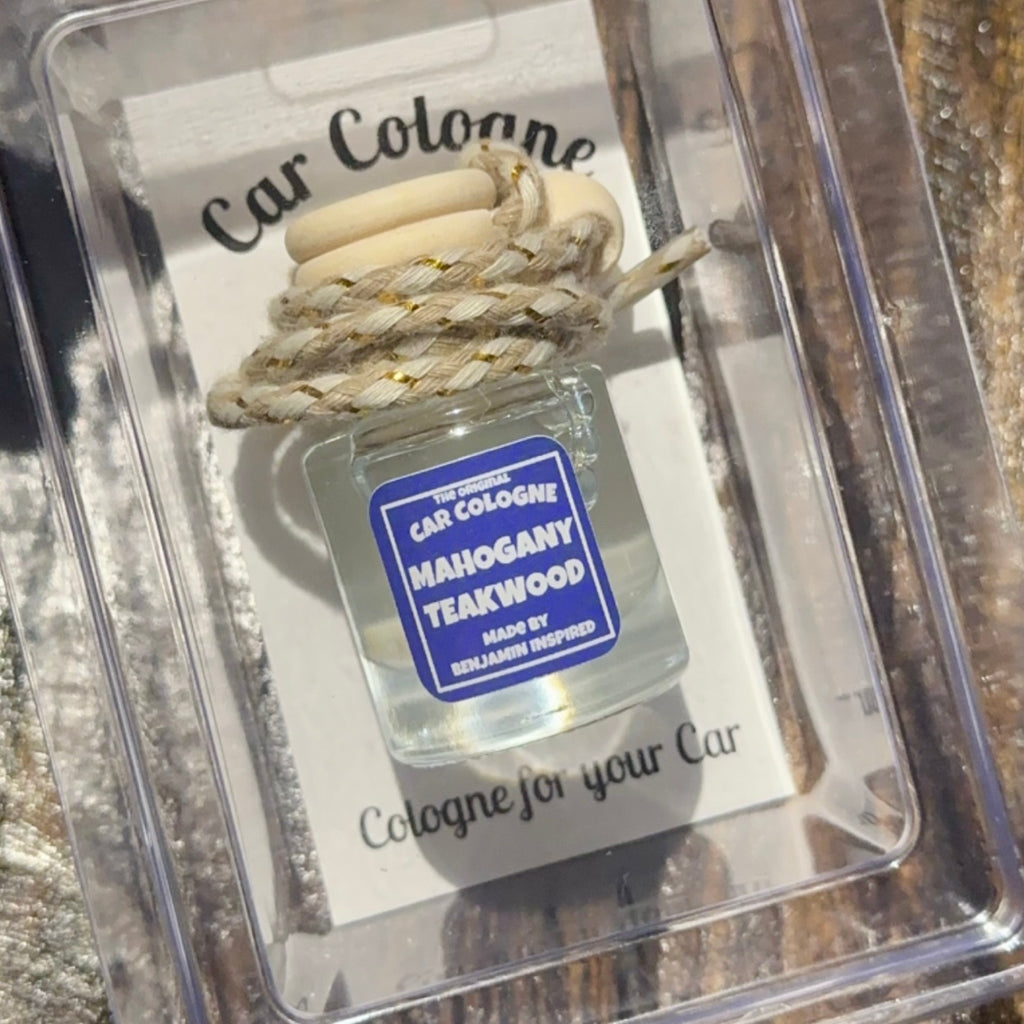 Car Cologne
THE ORIGINAL
CAR COLOGNE
MAHOGANY
TEAKWOOD
MADE BY
BENJAMIN INSPIRED
Cologne for your Car